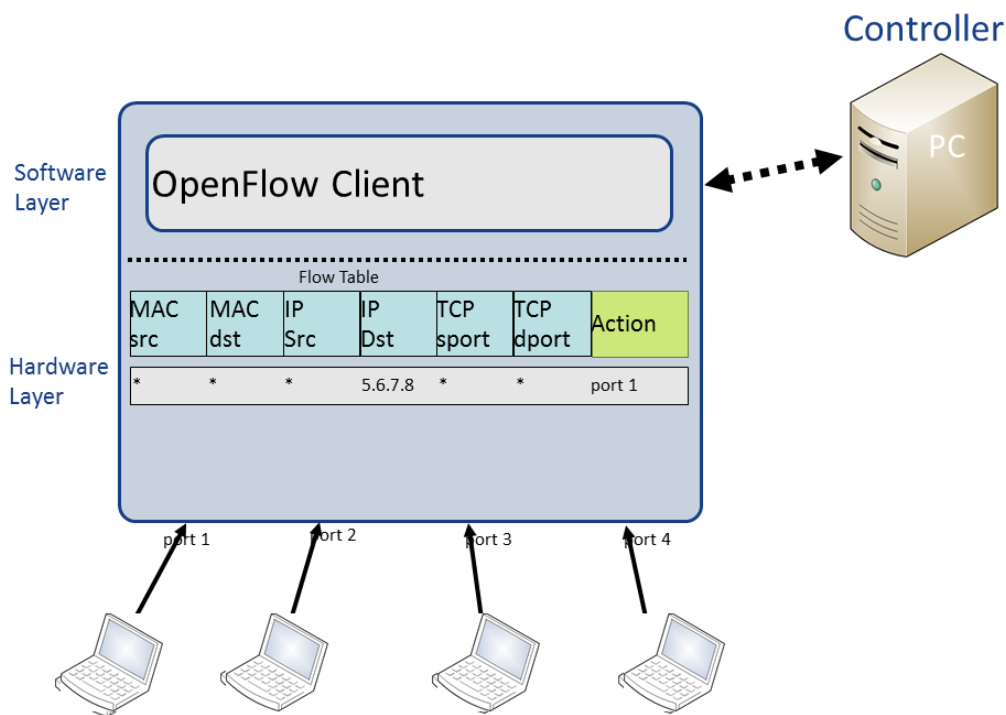 Controller
PC
Software
Layer
OpenFlow Client
Flow Table
MAC
src
MAC
dst
IP
Src
IP
Dst
TCP
sport
TCP
dport
Action
Hardware
Layer
* * * 5.6.7.8 * * port 1
port 1 port 2 port 3 port 4